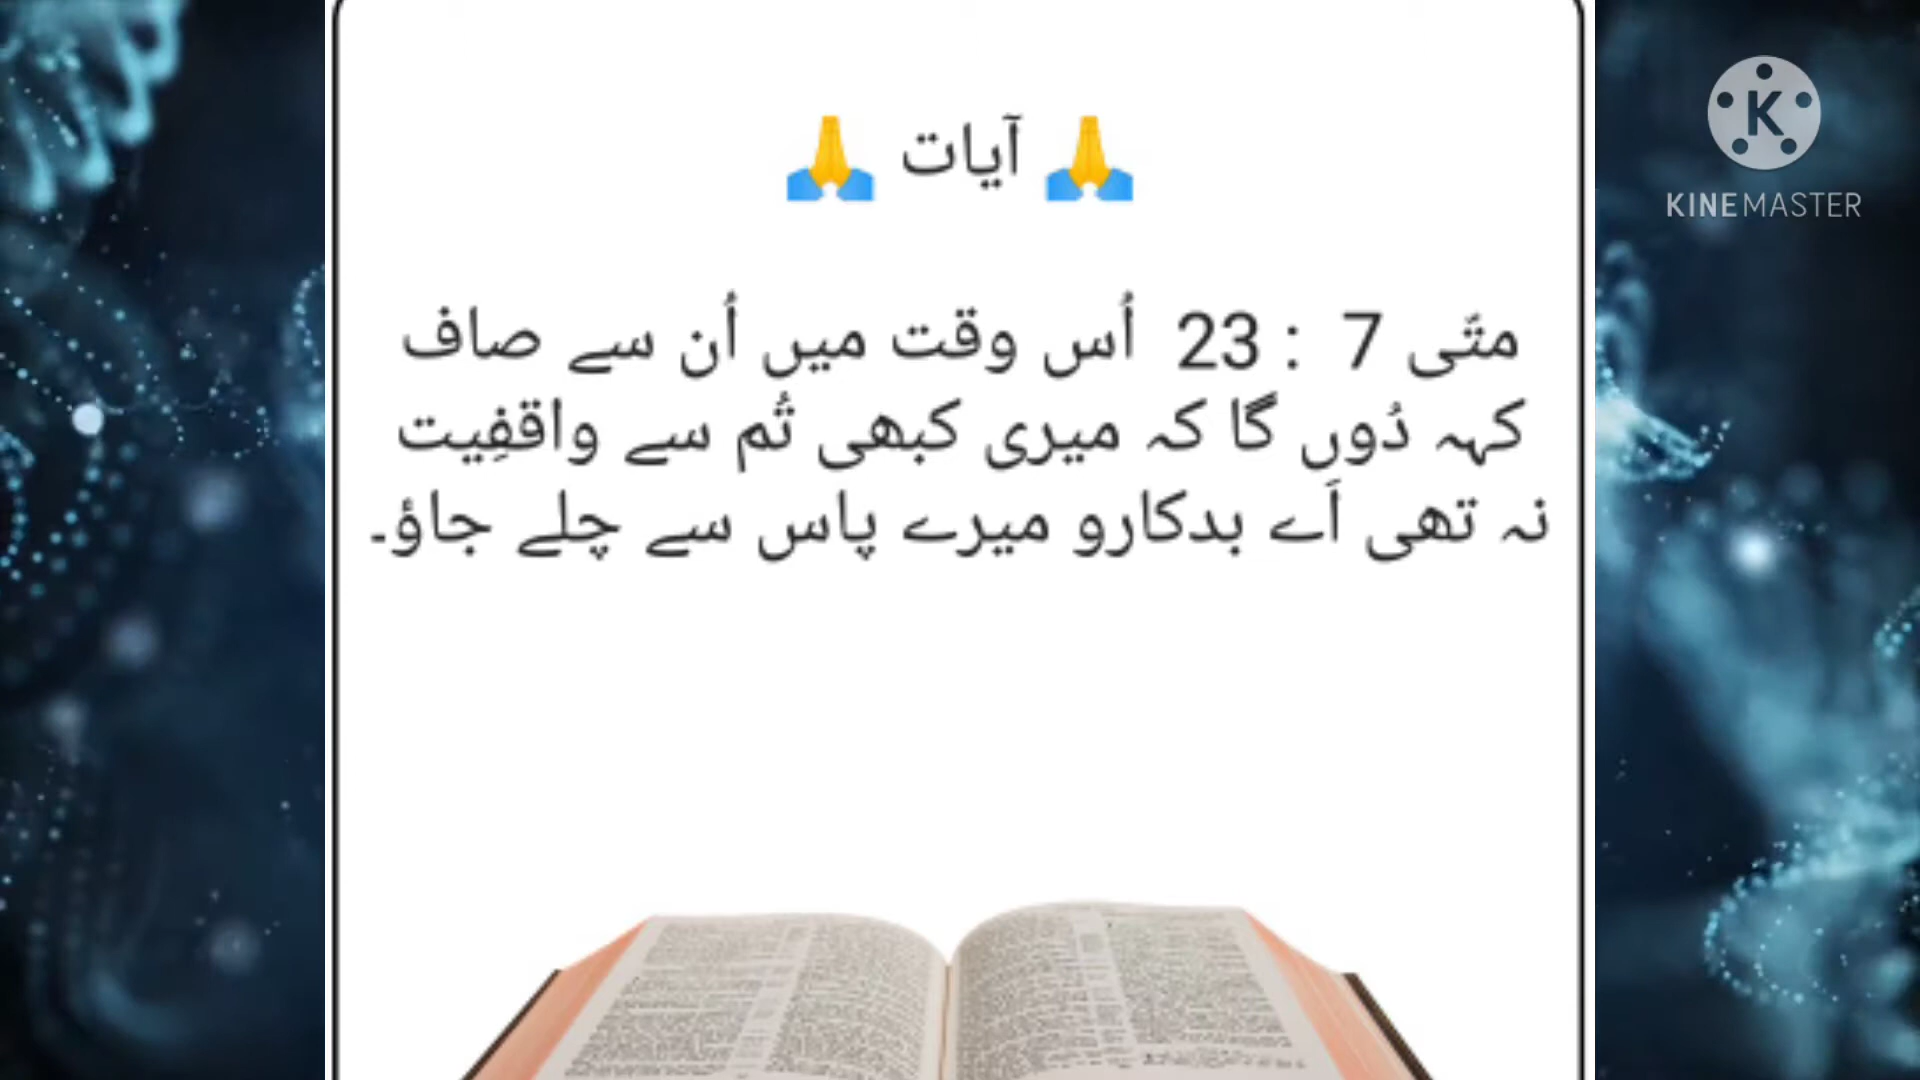 🙏 آیات 🙏
متّی 7 : 23 اُس وقت میں اُن سے صاف
کہہ دُوں گا کہ میری کبھی تُم سے واقفِیت
نہ تھی اَے بدکارو میرے پاس سے چلے جاؤ۔
K
KINEMASTER